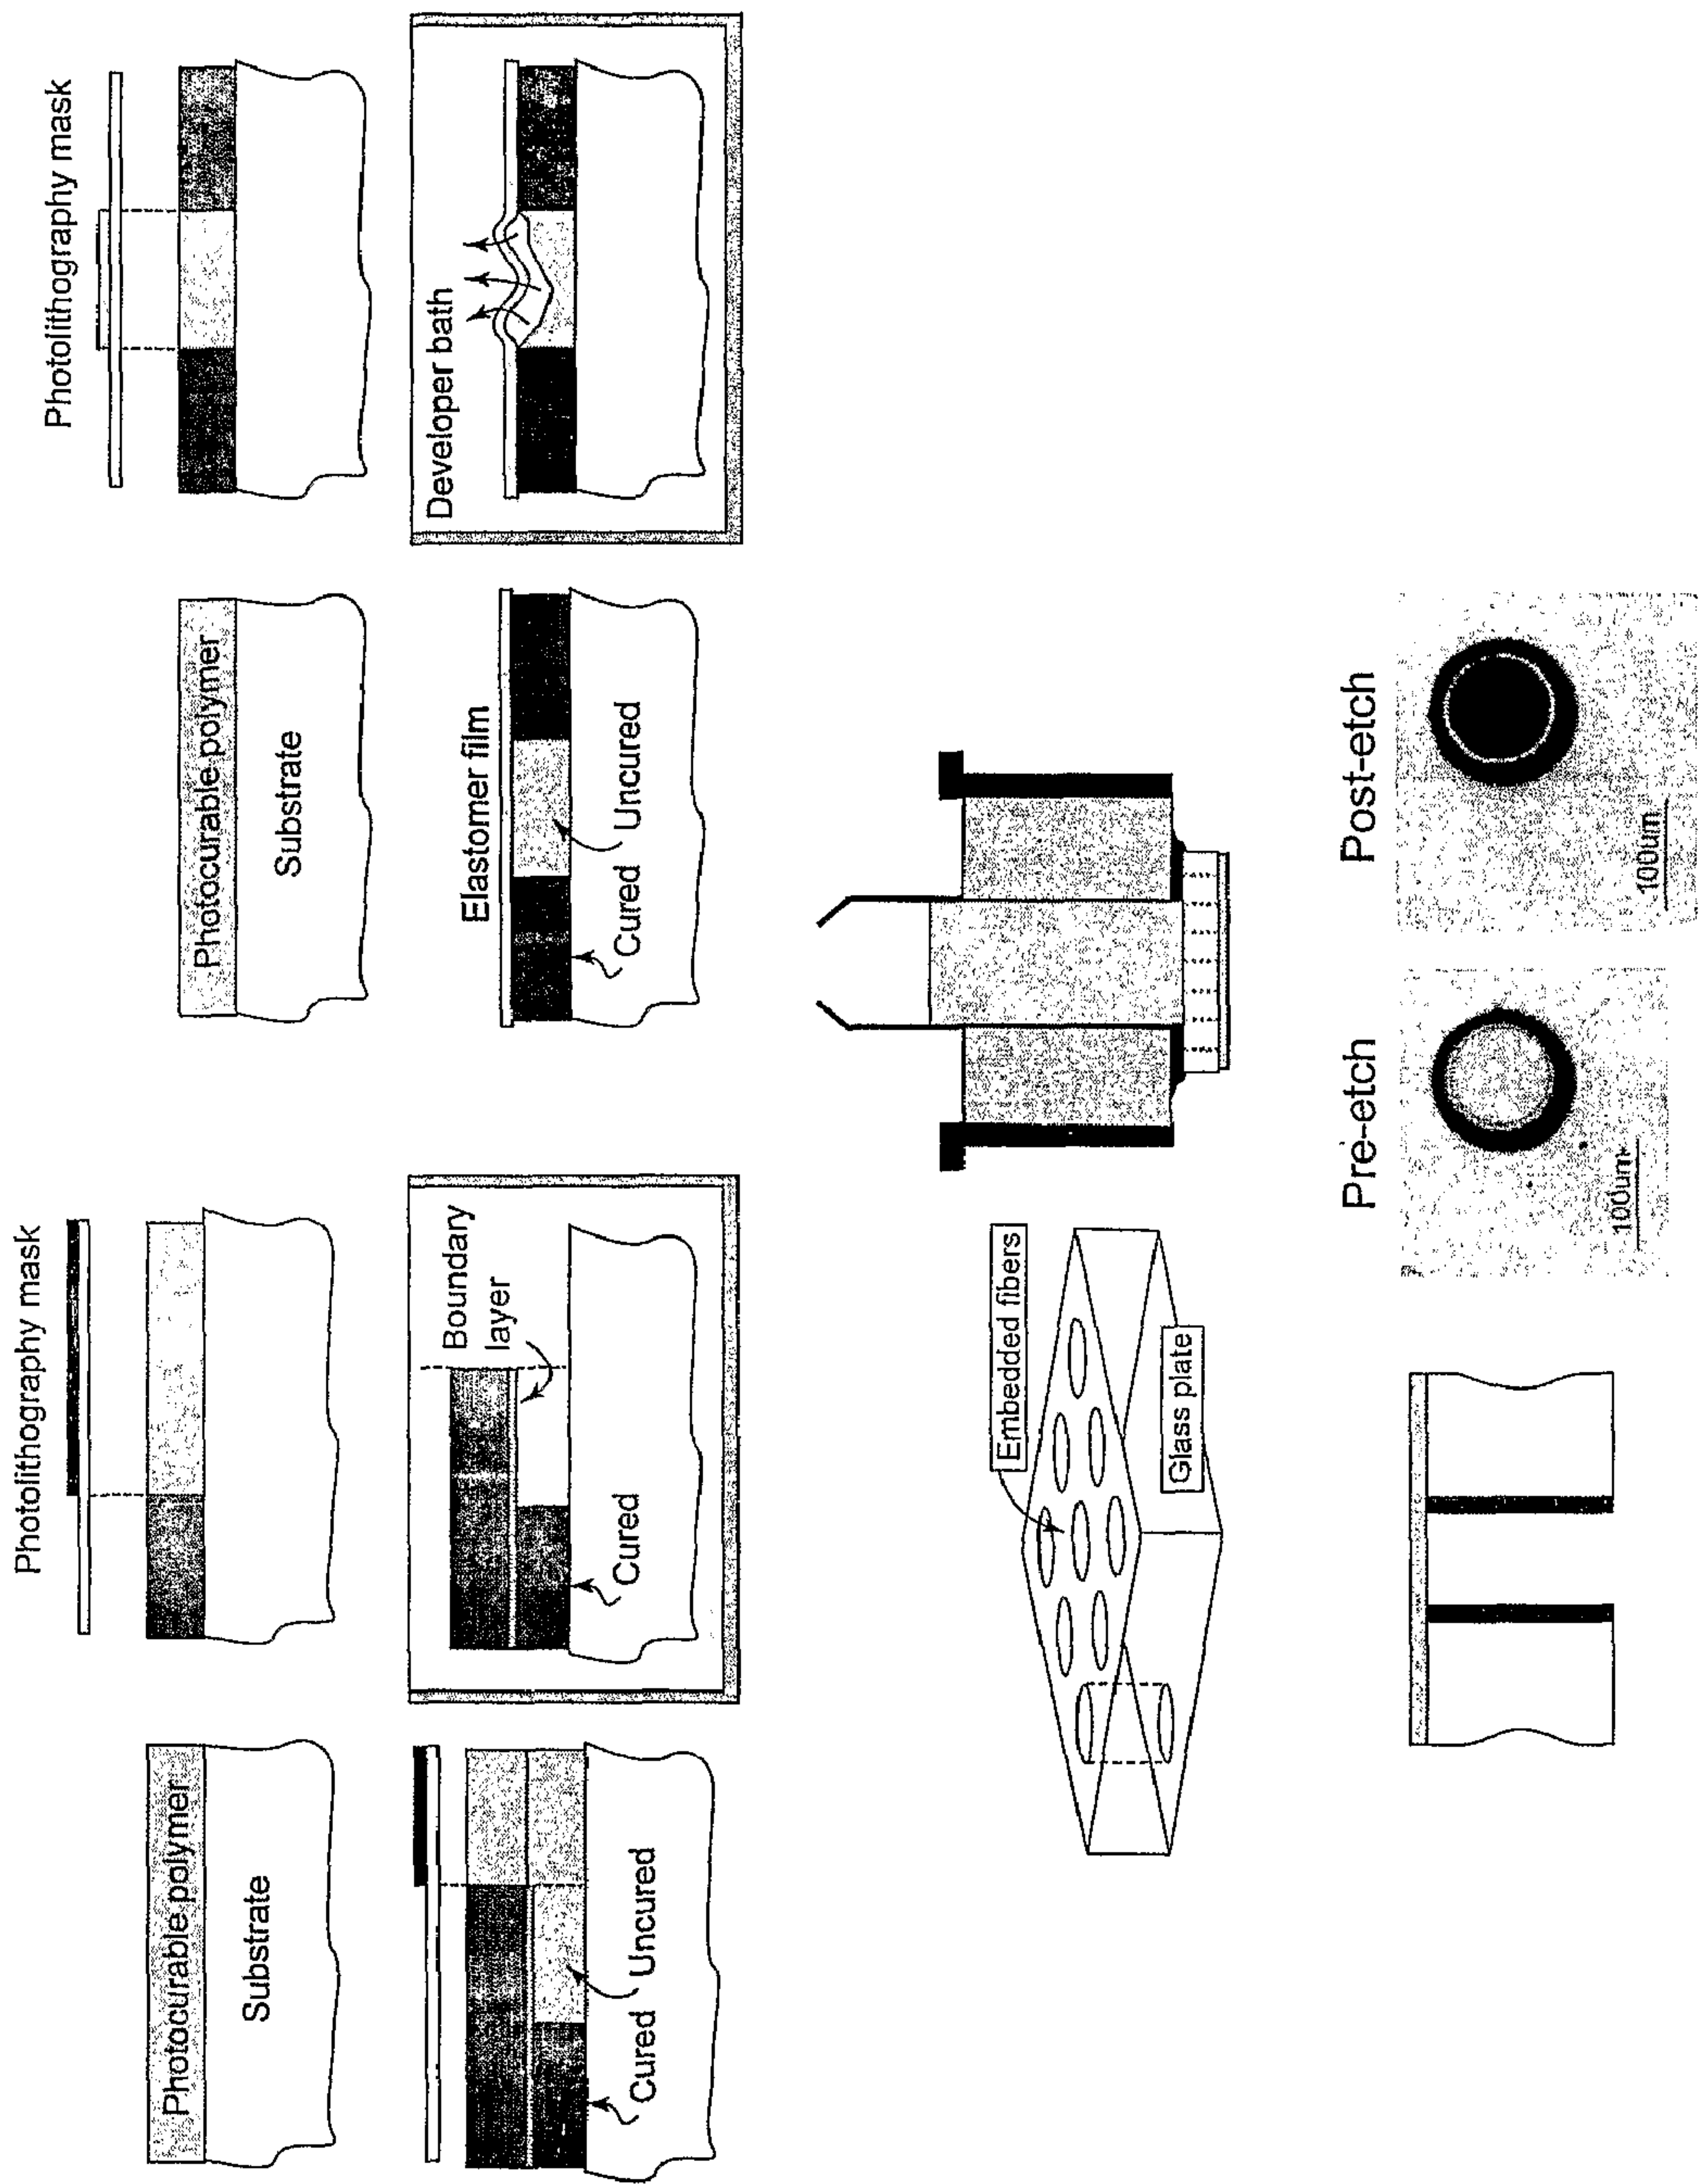 Photolithography mask
Photocurable polymer
Substrate
Boundary
layer
Cured
Cured
Uncured
Photolithography mask
Photocurable polymer
Substrate
Elastomer film
Cured
Uncured
Developer bath
Embedded fibers
Glass plate
Pre-etch
100um
Post-etch
100um